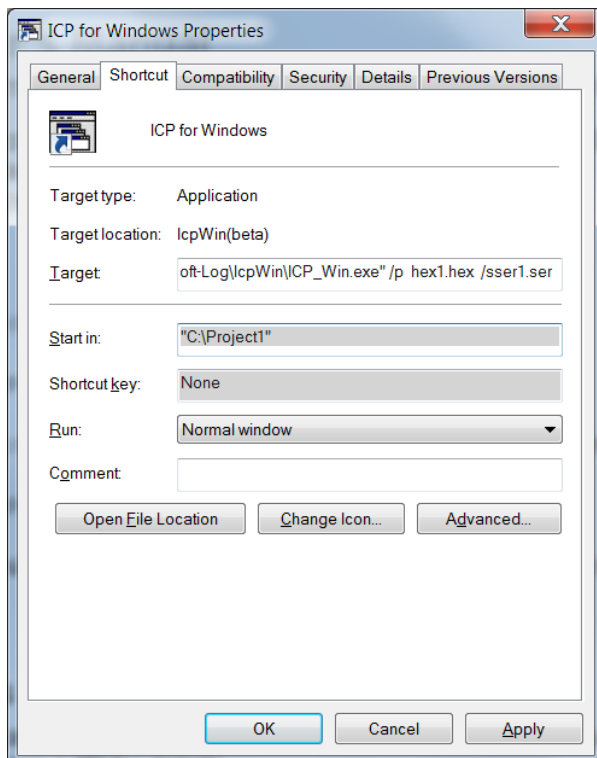 ICP for Windows Properties
General Shortcut Compatibility Security Details Previous Versions
ICP for Windows
Target type: Application
Target location: IcpWin(beta)
Target: oft-Log\IcpWin\ICP_Win.exe" /p hex1.hex /sser1.ser
Start in: "C:\Project1"
Shortcut key: None
Run: Normal window
Comment:
Open File Location Change Icon... Advanced...
OK Cancel Apply